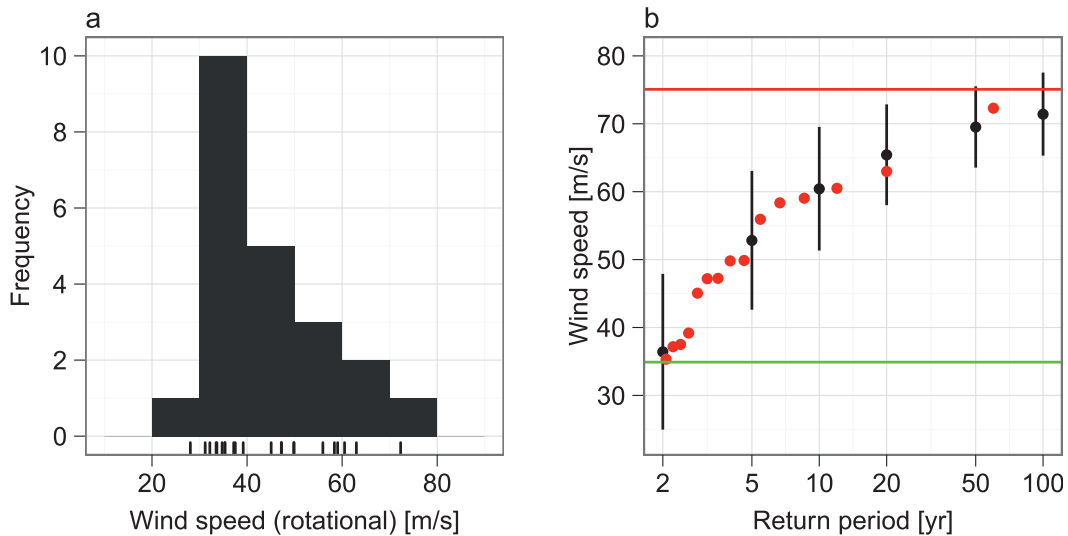 a
10
8
6
4
2
0
Frequency
20 40 60 80
Wind speed (rotational) [m/s]
b
80
70
60
50
40
30
Wind speed [m/s]
2 5 10 20 50 100
Return period [yr]